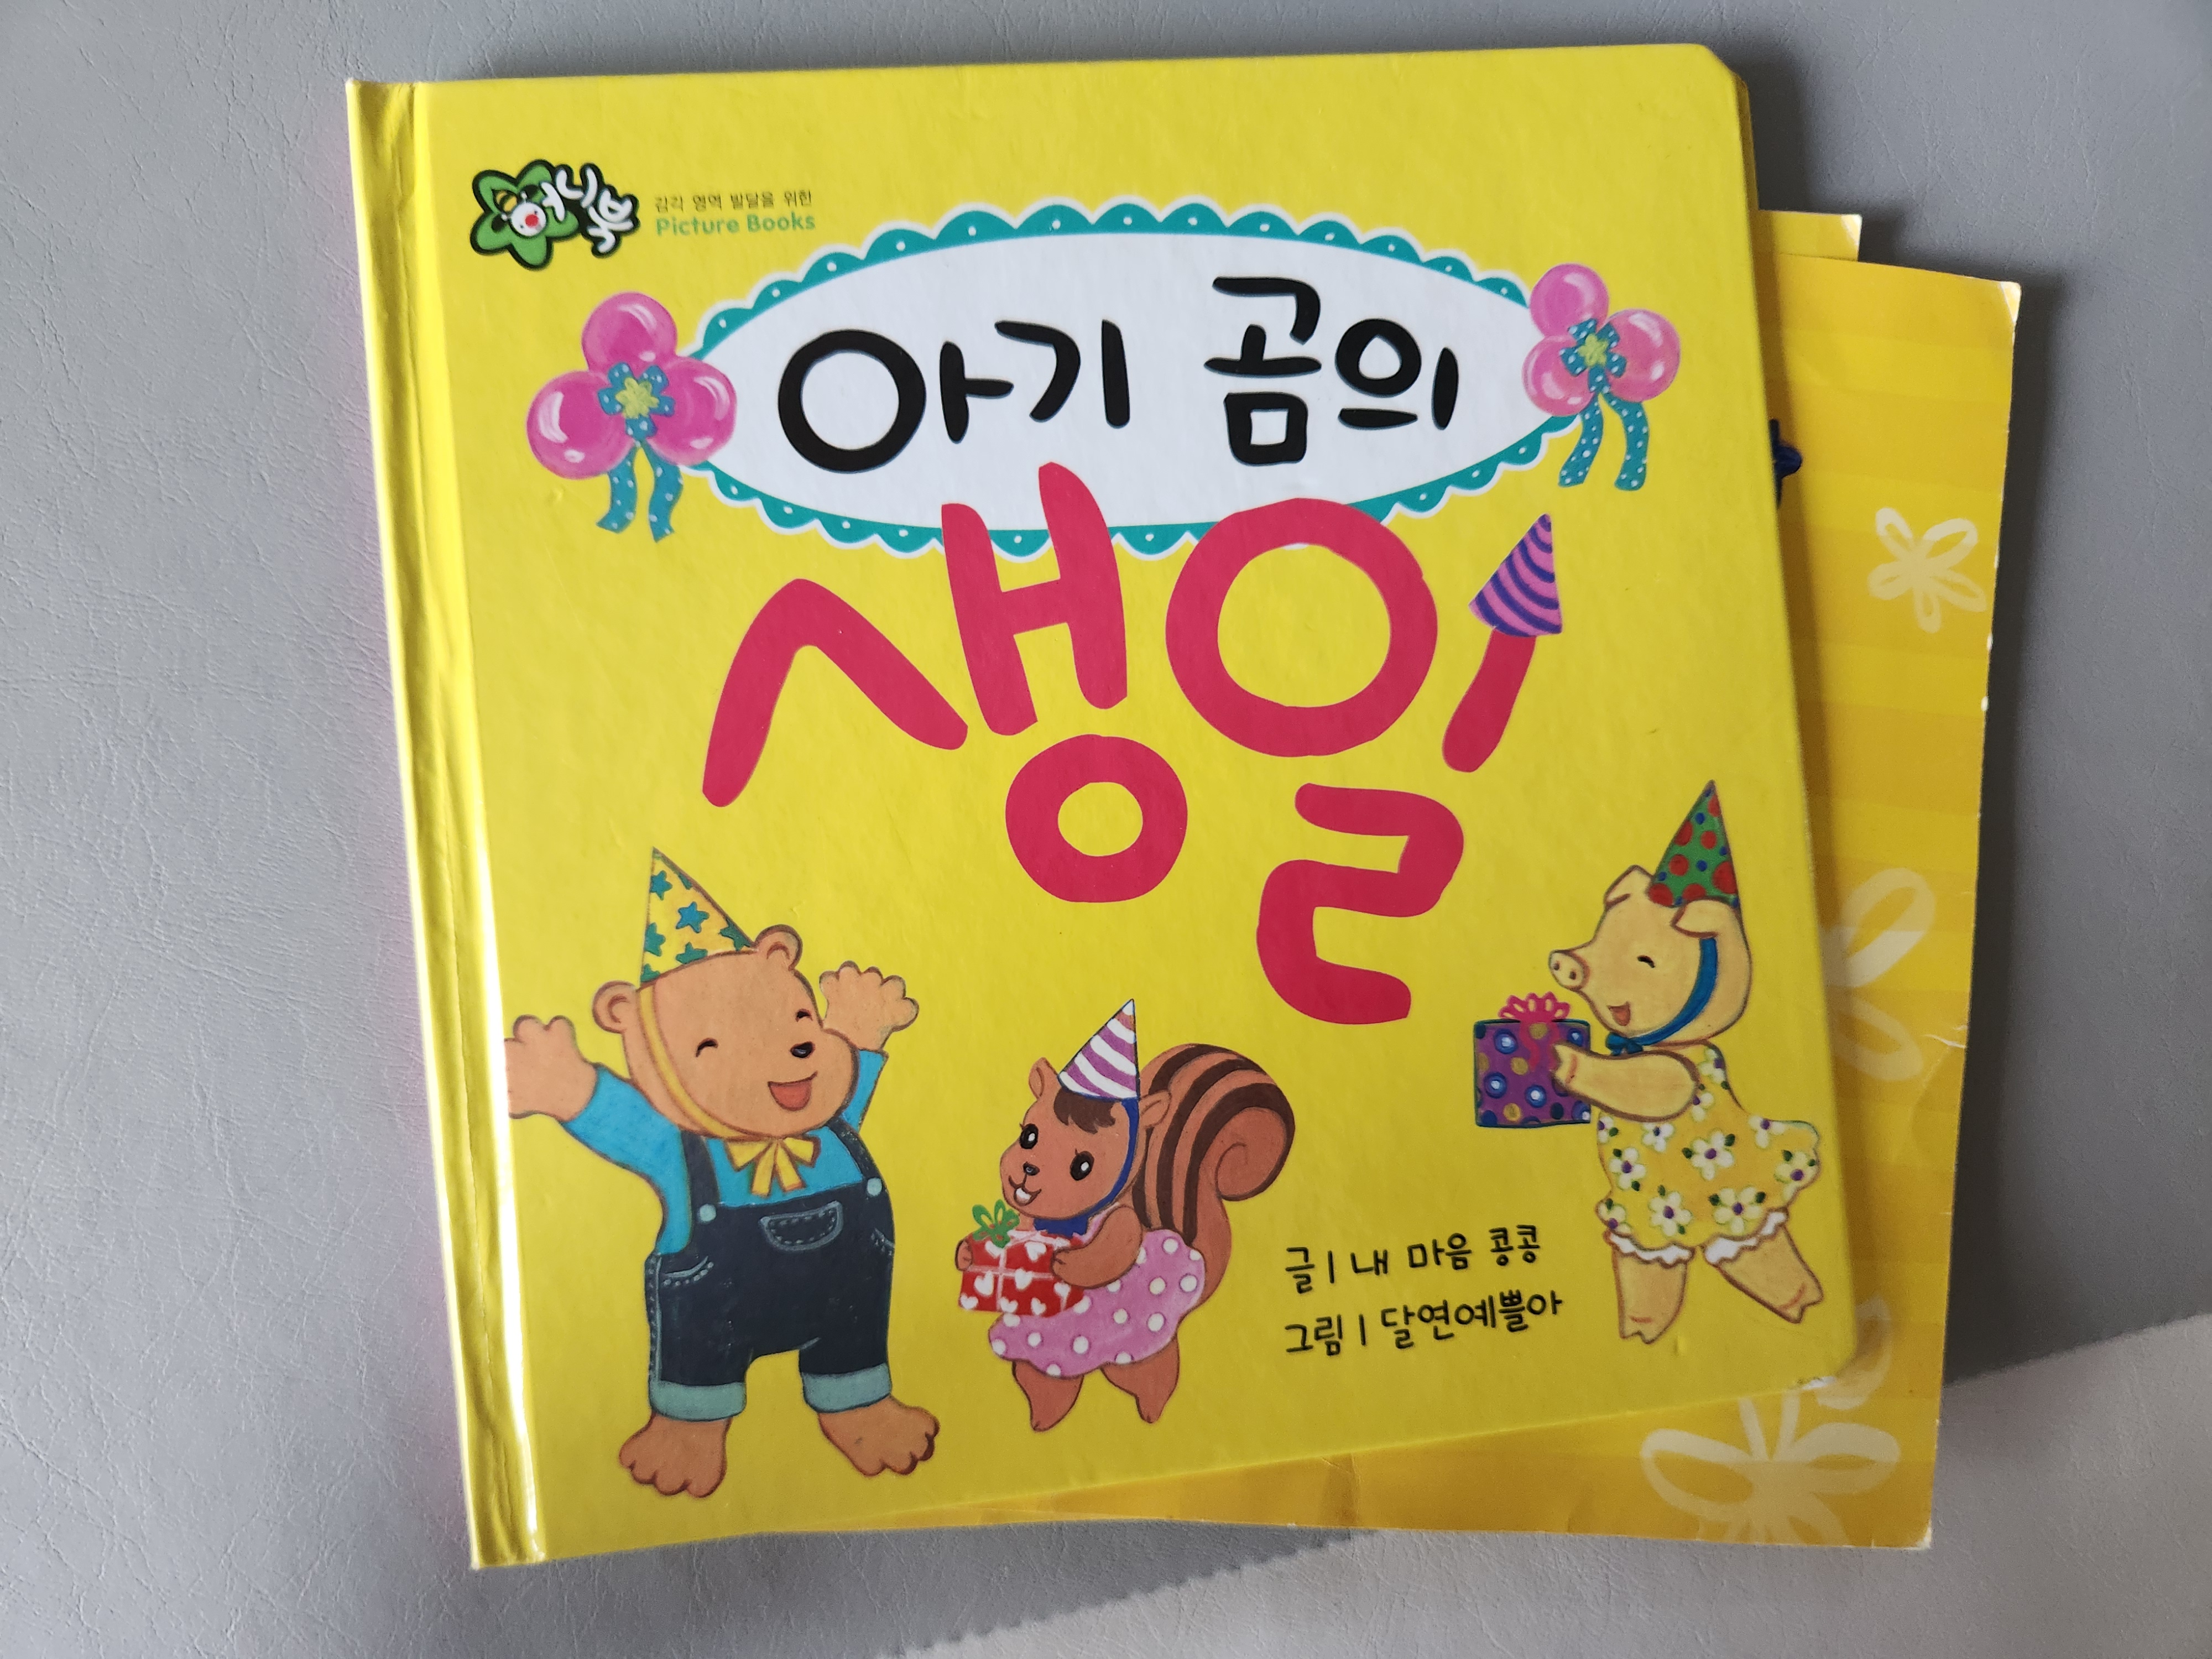 어니북
감각 영역 발달을 위한
Picture Books
아기 곰의
생일
글 | 내 마음 콩콩
그림 | 달연예쁠아